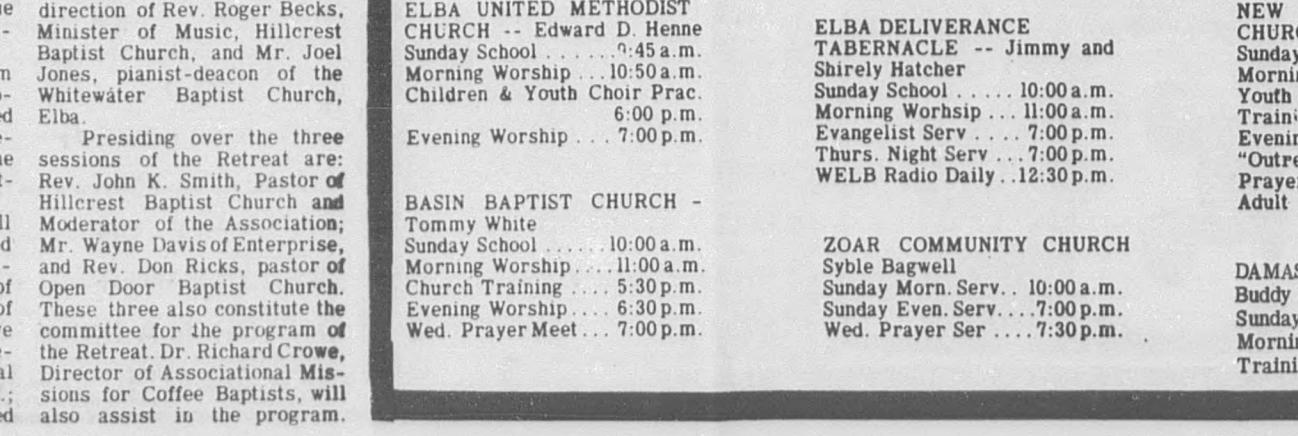 direction of Rev. Roger Becks,
Minister of Music, Hillcrest
Baptist Church, and Mr. Joel
Jones, pianist-deacon of the
Whitewater Baptist Church,
Elba.
Presiding over the three
sessions of the Retreat are:
Rev. John K. Smith, Pastor of
Hillcrest Baptist Church and
Moderator of the Association;
Mr. Wayne Davis of Enterprise,
and Rev. Don Ricks, pastor of
Open Door Baptist Church.
These three also constitute the
committee for the program of
the Retreat. Dr. Richard Crowe,
Director of Associational Mis-
sions for Coffee Baptists, will
also assist in the program.
ELBA UNITED METHODIST
CHURCH -- Edward D. Henne
Sunday School . . . . . . . 9:45 a.m.
Morning Worship . . . 10:50 a.m.
Children & Youth Choir Prac.
6:00 p.m.
Evening Worship . . . . 7:00 p.m.
BASIN BAPTIST CHURCH -
Tommy White
Sunday School . . . . . . 10:00 a.m.
Morning Worship . . . . 11:00 a.m.
Church Training . . . . 5:30 p.m.
Evening Worship . . . . 6:30 p.m.
Wed. Prayer Meet . . . 7:00 p.m.
ELBA DELIVERANCE
TABERNACLE -- Jimmy and
Shirely Hatcher
Sunday School . . . . . 10:00 a.m.
Morning Worhsip . . . 11:00 a.m.
Evangelist Serv . . . . 7:00 p.m.
Thurs. Night Serv . . . 7:00 p.m.
WELB Radio Daily . . 12:30 p.m.
ZOAR COMMUNITY CHURCH
Syble Bagwell
Sunday Morn. Serv. . 10:00 a.m.
Sunday Even. Serv. . . . 7:00 p.m.
Wed. Prayer Ser . . . . 7:30 p.m.
NEW
CHURC
Sunday
Mornin
Youth
Traini
Evenin
"Outre
Prayer
Adult
DAMAS
Buddy
Sunday
Mornin
Traini